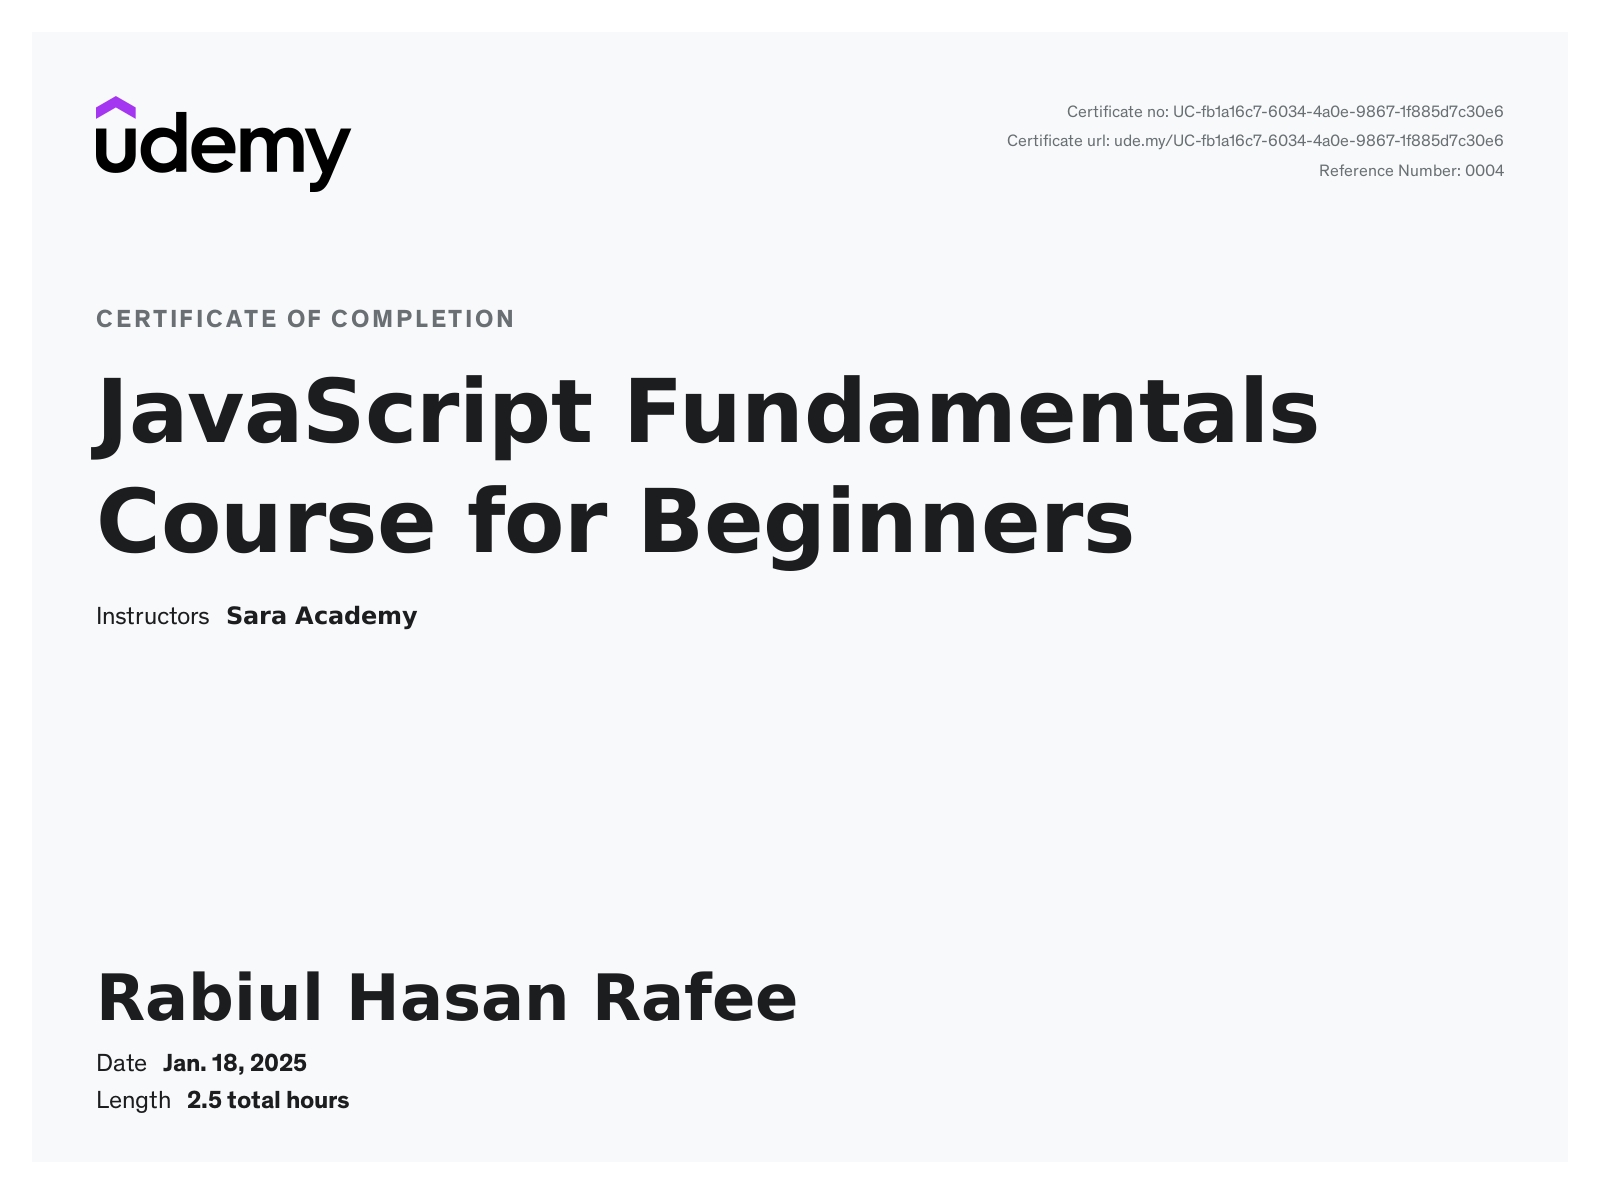 udemy
Certificate no: UC-fb1a16c7-6034-4a0e-9867-1f885d7c30e6
Certificate url: ude.my/UC-fb1a16c7-6034-4a0e-9867-1f885d7c30e6
Reference Number: 0004
CERTIFICATE OF COMPLETION
JavaScript Fundamentals
Course for Beginners
Instructors Sara Academy
Rabiul Hasan Rafee
Date Jan. 18, 2025
Length 2.5 total hours